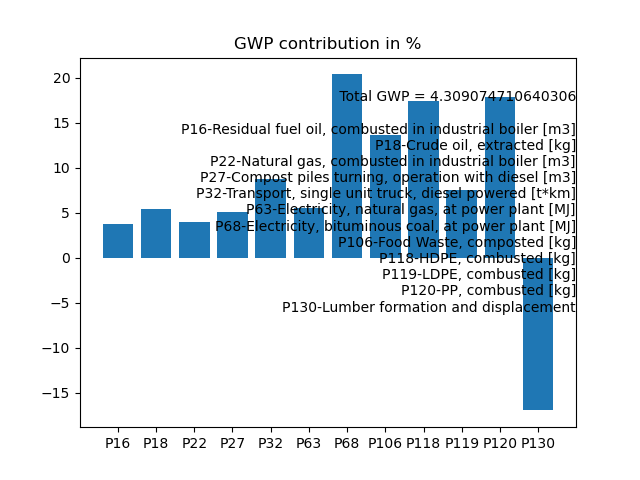 GWP contribution in %
20
15
10
5
0
−5
−10
−15
Total GWP = 4.309074710640306
P16-Residual fuel oil, combusted in industrial boiler [m3]
P18-Crude oil, extracted [kg]
P22-Natural gas, combusted in industrial boiler [m3]
P27-Compost piles turning, operation with diesel [m3]
P32-Transport, single unit truck, diesel powered [t*km]
P63-Electricity, natural gas, at power plant [MJ]
P68-Electricity, bituminous coal, at power plant [MJ]
P106-Food Waste, composted [kg]
P118-HDPE, combusted [kg]
P119-LDPE, combusted [kg]
P120-PP, combusted [kg]
P130-Lumber formation and displacement
P16 P18 P22 P27 P32 P63 P68 P106 P118 P119 P120 P130